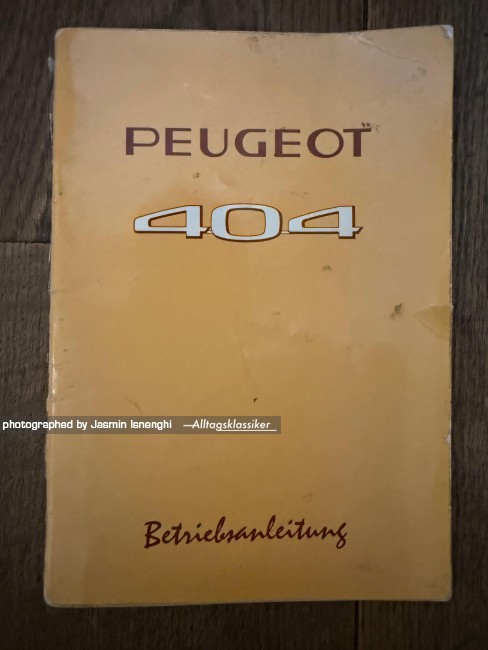 PEUGEOT
404
photographed by Jasmin Isnenghi —Alltagsklassiker
Betriebsanleitung